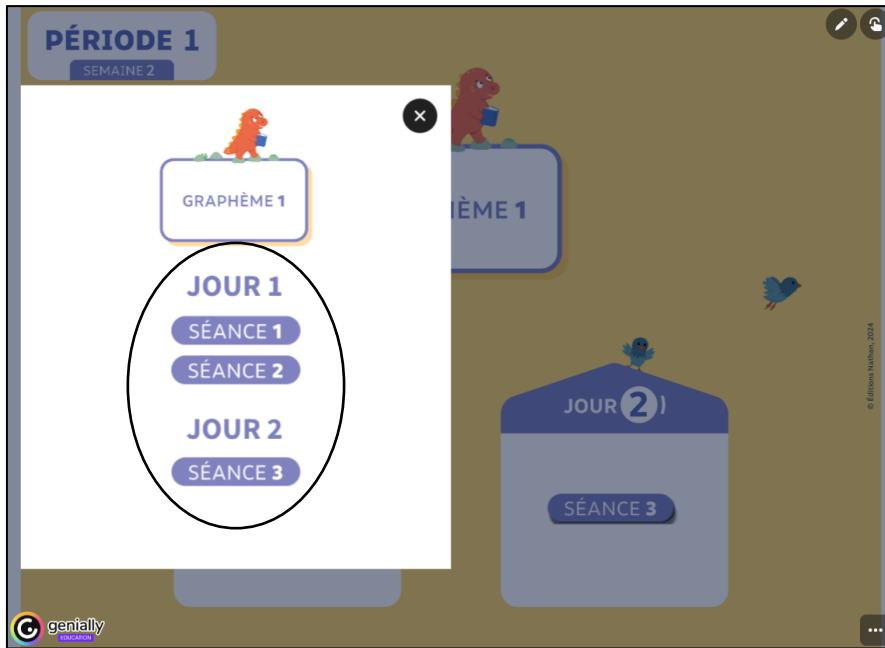 PÉRIODE 1
SEMAINE 2
GRAPHÈME 1
ÈME 1
JOUR 1
SÉANCE 1
SÉANCE 2
JOUR 2
SÉANCE 3
JOUR 2)
SÉANCE 3
© Éditions Nathan, 2024
genially
EDUCATION